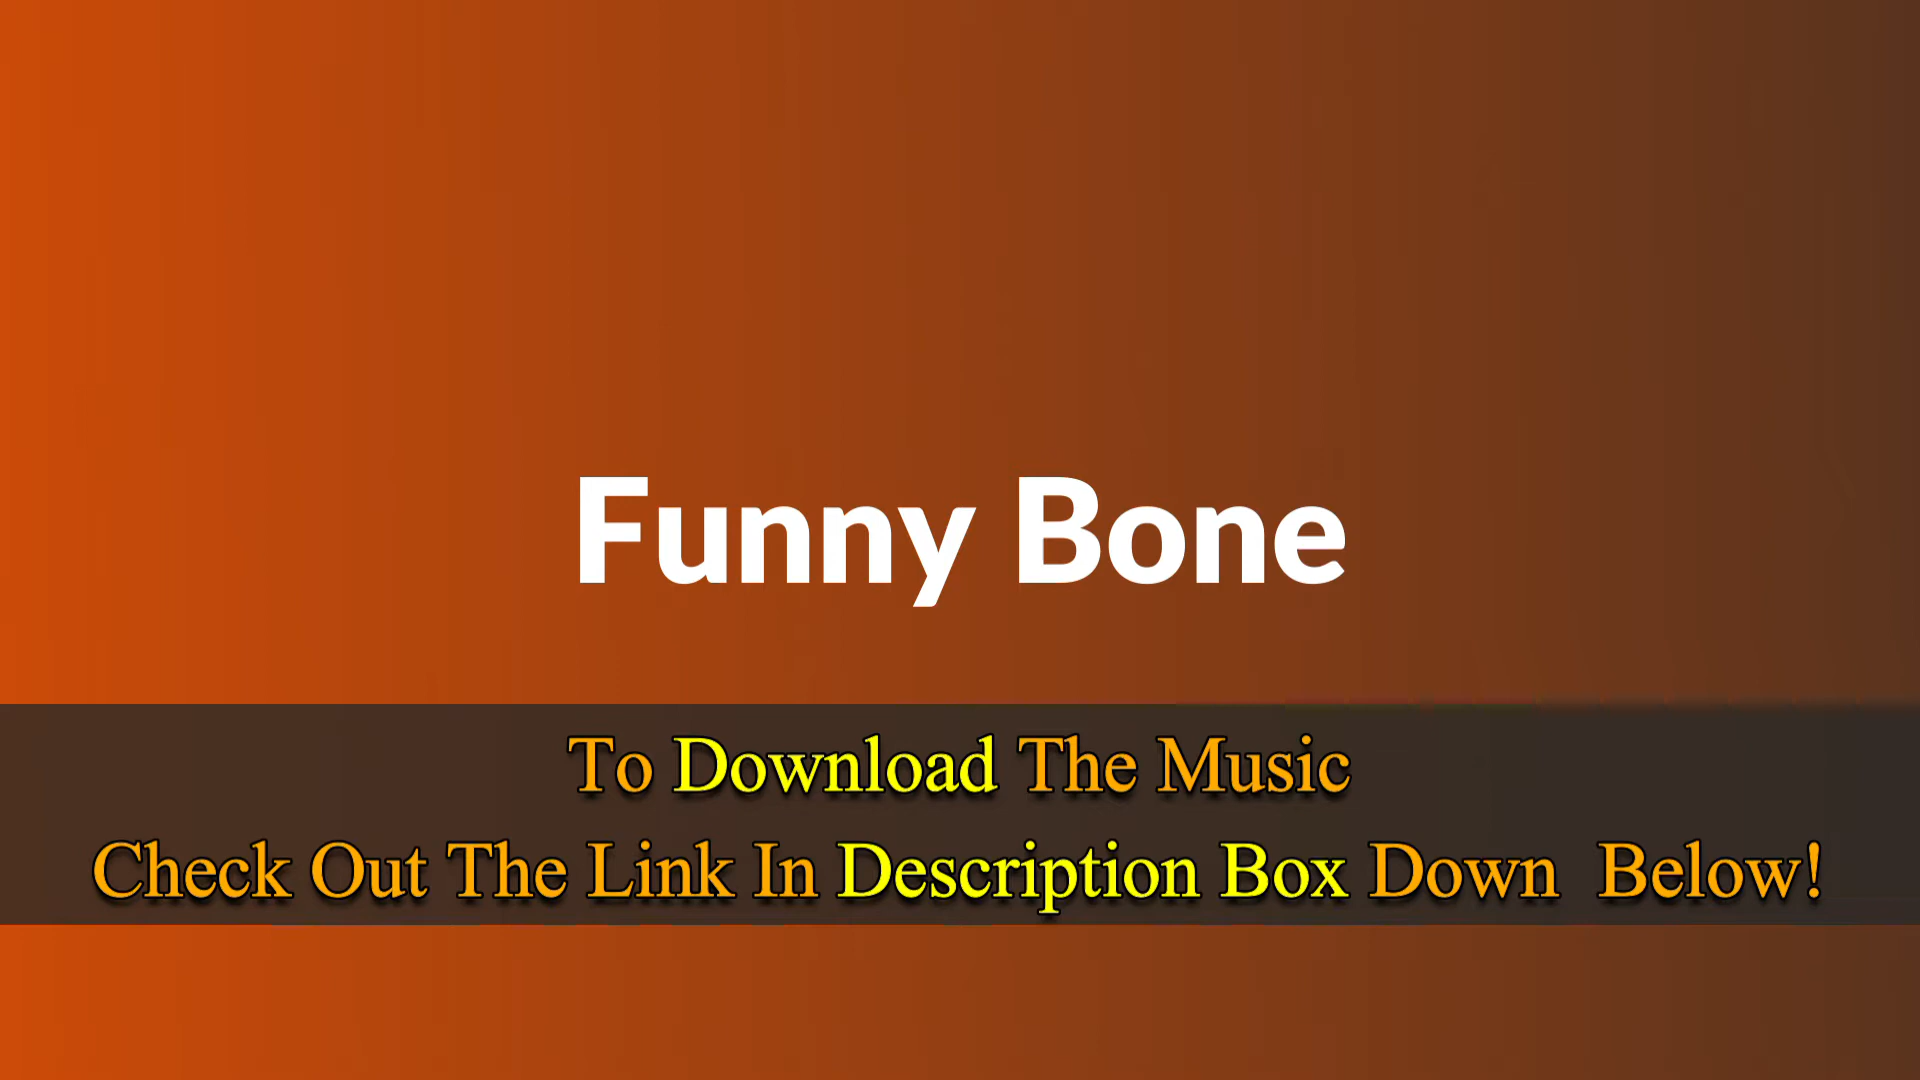 Funny Bone
To Download The Music
Check Out The Link In Description Box Down  Below!